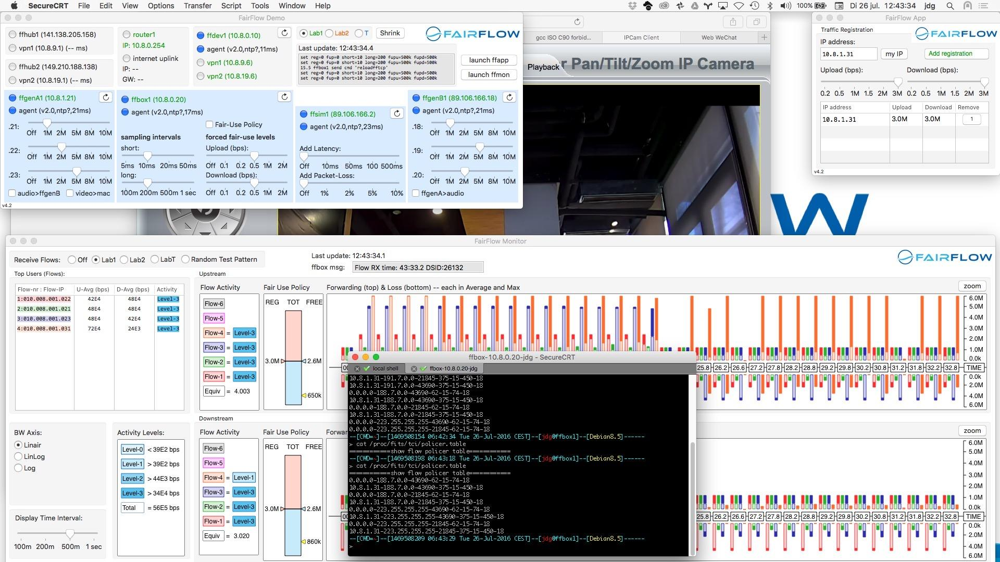 SecureCRT File Edit View Options Transfer Script Tools Window Help
100% Di 26 jul. 12:43:34 jdg
FairFlow Demo
ffhub1 (141.138.205.158)
vpn1 (10.8.9.1) (-- ms)
ffhub2 (149.210.188.138)
vpn2 (10.8.19.1) (-- ms)
router1
IP: 10.8.0.254
internet uplink
IP: --
GW: --
ffdev1 (10.8.0.10)
agent (v2.0,ntp?,11ms)
vpn1 (10.8.9.6)
vpn2 (10.8.19.6)
Lab1 Lab2 T Shrink
FAIRFLOW
Last update: 12:43:34.4
set reg=0 fup=0 short=10 long=200 fupu=500k fupd=500k
set reg=0 fup=0 short=10 long=200 fupu=500k fupd=500k
15.5 ffbox1 send cmd 'reloadfftcp'
set reg=0 fup=0 short=10 long=200 fupu=500k fupd=500k
set reg=0 fup=0 short=10 long=200 fupu=500k fupd=500k
launch ffapp
launch ffmon
ffgenA1 (10.8.1.21)
agent (v2.0,ntp?,21ms)
.21:
Off 1M 2M 5M 8M 10M
.22:
Off 1M 2M 5M 8M 10M
.23:
Off 1M 2M 5M 8M 10M
audio>ffgenB video>mac
v4.2
ffbox1 (10.8.0.20)
agent (v2.0,ntp?,17ms)
Fair-Use Policy
sampling intervals
short:
5ms 10ms 20ms 50ms
long:
100m 200m 500m 1 sec
forced fair-use levels
Upload (bps):
Off 0.1 0.2 0.5 1M 2M
Download (bps):
Off 0.1 0.2 0.5 1M 2M
ffsim1 (89.106.166.2)
agent (v2.0,ntp?,23ms)
Add Latency:
Off 10ms 50ms 100 500ms
Add Packet-Loss:
Off 1% 2% 5% 10%
ffgenB1 (89.106.166.18)
agent (v2.0,ntp?,21ms)
.18:
Off 1M 2M 5M 8M 10M
.19:
Off 1M 2M 5M 8M 10M
.20:
Off 1M 2M 5M 8M 10M
ffgenA>audio
gcc ISO C90 forbid... IPCam Client Web WeChat
Playback r Pan/Tilt/Zoom IP Camera
FairFlow App
Traffic Registration
FAIRFLOW
IP address:
10.8.1.31 my IP Add registration
Upload (bps): Download (bps):
0.2 0.5 1M 1.5 2M 3M 0.2 0.5 1M 1.5 2M 3M
IP address Upload Download Remove
10.8.1.31 3.0M 3.0M 1
v4.2
W
FairFlow Monitor
Receive Flows: Off Lab1 Lab2 LabT Random Test Pattern
Last update: 12:43:34.1
ffbox msg: Flow RX time: 43:33.2 DSID:26132
FAIRFLOW
Top Users (Flows):
Flow-nr : Flow-IP U-Avg (bps) D-Avg (bps) Activity
1:010.008.001.022 42E4 48E4 Level-3
2:010.008.001.021 48E4 48E4 Level-3
3:010.008.001.023 48E4 42E4 Level-3
4:010.008.001.031 72E4 24E3 Level-3
Upstream
Flow Activity
Flow-6
Flow-5
Flow-4 = Level-3
Flow-3 = Level-3
Flow-2 = Level-3
Flow-1 = Level-3
Equiv = 4.003
Fair Use Policy
REG TOT FREE
3.0M 2.6M
650k
Forwarding (top) & Loss (bottom) -- each in Average and Max
zoom
6.0M
5.0M
4.0M
3.0M
2.0M
1.0M
0.0k
00 25.8 26.2 26.6 27.2 27.8 28.2 28.8 29.2 29.8 30.2 30.8 31.2 31.8 32.2 32.8 TIME
0.0k
2.0M
4.0M
6.0M
BW Axis:
Linair
LinLog
Log
Display Time Interval:
100m 200m 500m 1 sec
Activity Levels:
Level-0 < 39E2 bps
Level-1 > 39E2 bps
Level-2 > 44E3 bps
Level-3 > 34E4 bps
Total = 56E5 bps
Downstream
Flow Activity
Flow-6
Flow-5
Flow-4 = Level-1
Flow-3 = Level-3
Flow-2 = Level-3
Flow-1 = Level-3
Equiv = 3.020
Fair Use Policy
REG TOT FREE
3.0M 2.6M
860k
Forwar
zoom
6.0M
5.0M
4.0M
3.0M
2.0M
1.0M
0.0k
00 25.8 26.2 26.6 27.2 27.8 28.2 28.8 29.2 29.8 30.2 30.8 31.2 31.8 32.2 32.8 TIME
0.0k
2.0M
4.0M
6.0M
ffbox-10.8.0.20-jdg - SecureCRT
local shell ffbox-10.8.0.20-jdg
10.8.1.31-191.7.0.0-21845-375-15-450-18
10.8.1.31-191.7.0.0-43690-375-15-450-18
0.0.0.0-188.7.0.0-43690-62-15-74-18
10.8.1.31-188.7.0.0-43690-375-15-450-18
0.0.0.0-188.7.0.0-21845-62-15-74-18
10.8.1.31-188.7.0.0-21845-375-15-450-18
0.0.0.0-223.255.255.255-43690-62-15-74-18
0.0.0.0-223.255.255.255-21845-62-15-74-18
--[CWD=~]--[1469508154 06:42:34 Tue 26-Jul-2016 CEST]--[jdg@ffbox1]--[Debian8.5]------
> cat /proc/fits/tci/policer.table
===========show flow policer table===========
--[CWD=~]--[1469508198 06:43:18 Tue 26-Jul-2016 CEST]--[jdg@ffbox1]--[Debian8.5]------
> cat /proc/fits/tci/policer.table
===========show flow policer table===========
0.0.0.0-188.7.0.0-43690-62-15-74-18
10.8.1.31-188.7.0.0-43690-375-15-450-18
0.0.0.0-188.7.0.0-21845-62-15-74-18
10.8.1.31-188.7.0.0-21845-375-15-450-18
0.0.0.0-223.255.255.255-43690-62-15-74-18
10.8.1.31-223.255.255.255-43690-375-15-450-18
0.0.0.0-223.255.255.255-21845-62-15-74-18
10.8.1.31-223.255.255.255-21845-375-15-450-18
--[CWD=~]--[1469508209 06:43:29 Tue 26-Jul-2016 CEST]--[jdg@ffbox1]--[Debian8.5]------
>